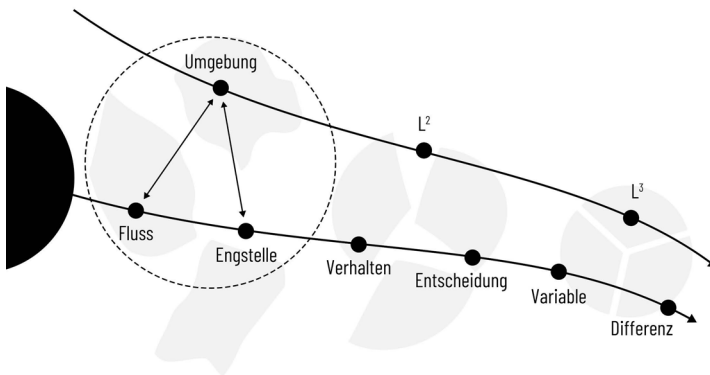 Umgebung
L²
L³
Fluss
Engstelle
Verhalten
Entscheidung
Variable
Differenz